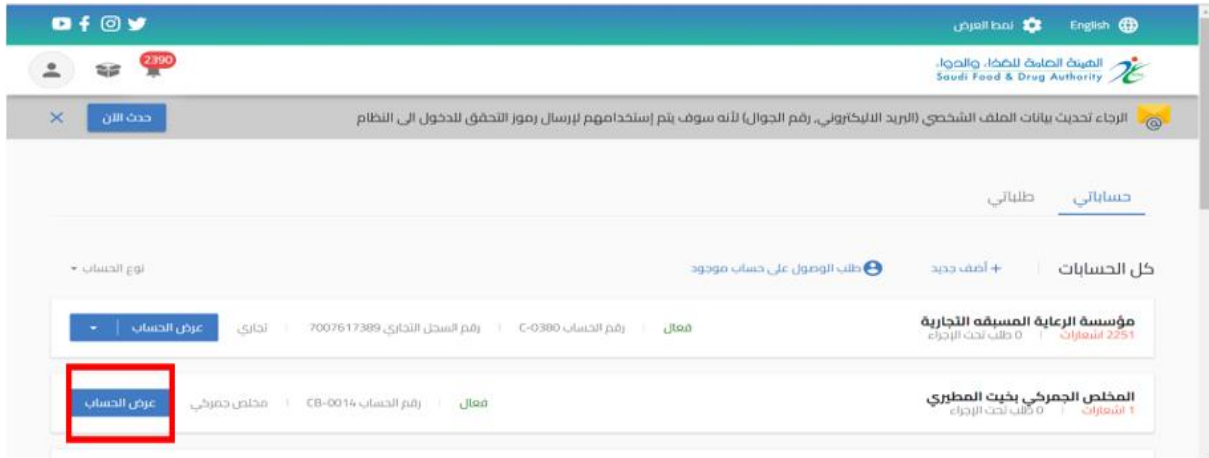 English
نمط العرض
الهيئة العامة للغذاء والدواء
Saudi Food & Drug Authority
2390
الرجاء تحديث بيانات الملف الشخصي (البريد الاليكتروني, رقم الجوال) لأنه سوف يتم إستخدامهم لإرسال رموز التحقق للدخول الى النظام
حدث الآن
حساباتي
طلباتي
كل الحسابات
+ أضف جديد
طلب الوصول على حساب موجود
نوع الحساب
مؤسسة الرعاية المسبقه التجارية
2251 اشعارات
0 طلب تحت الإجراء
فعال
رقم الحساب C-0380
رقم السجل التجاري 7007617389
تجاري
عرض الحساب
المخلص الجمركي بخيت المطيري
1 اشعارات
0 طلب تحت الإجراء
فعال
رقم الحساب CB-0014
مخلص جمركي
عرض الحساب